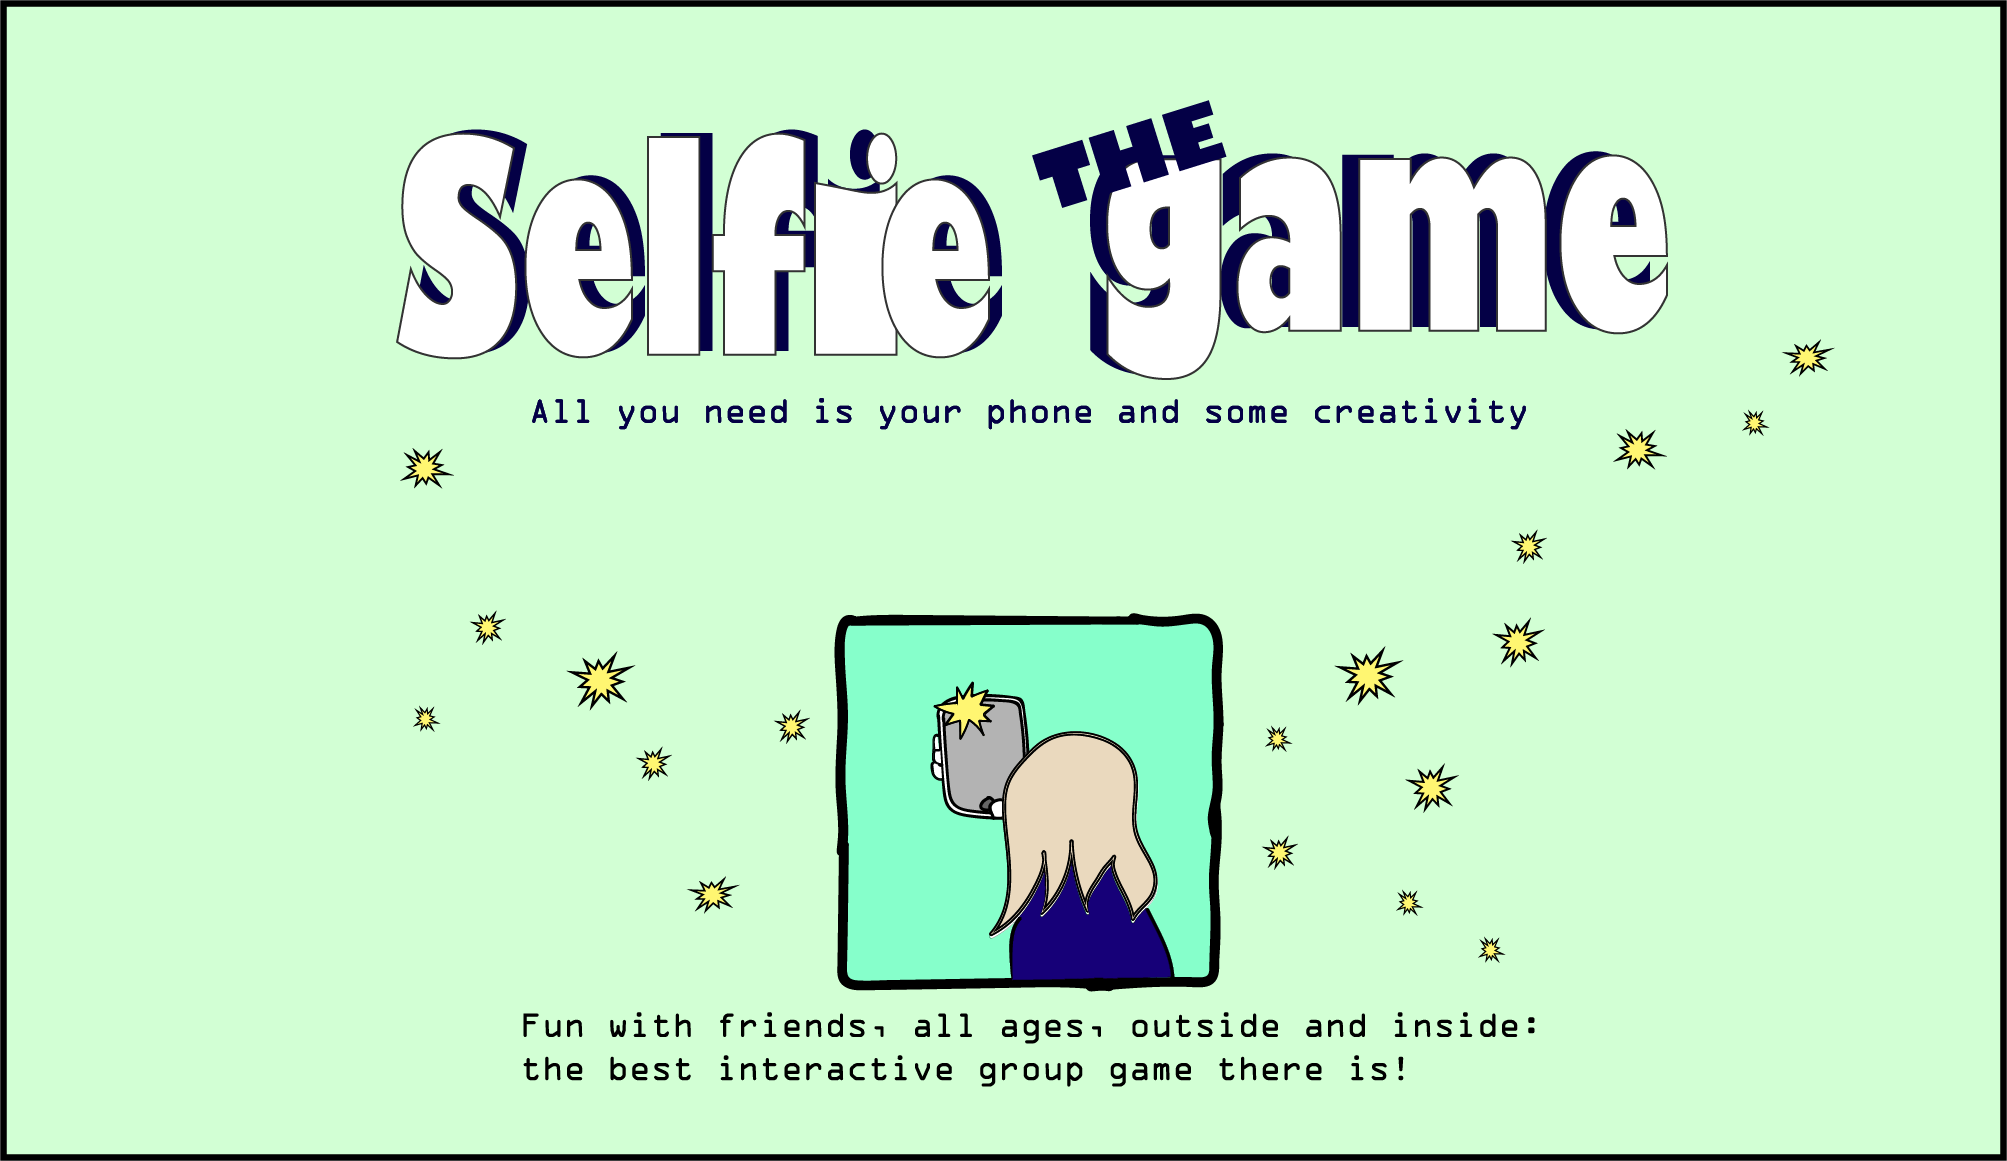 Selfie THE game
All you need is your phone and some creativity
Fun with friends, all ages, outside and inside:
the best interactive group game there is!